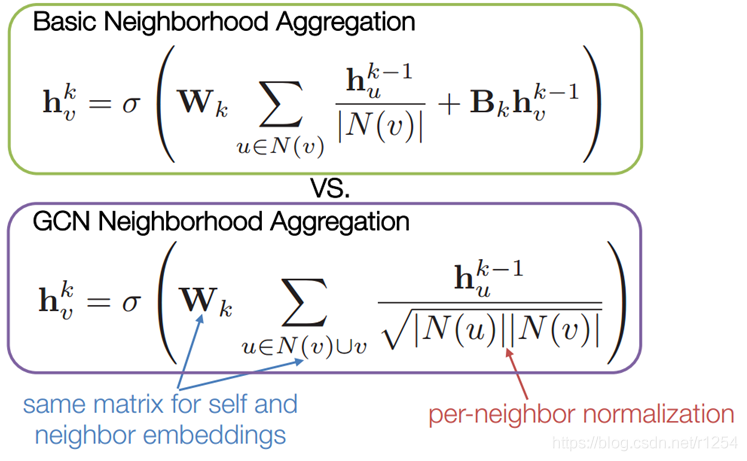 Basic Neighborhood Aggregation
h_v^k = σ ( W_k ∑_{u∈N(v)} h_u^{k−1} / |N(v)| + B_k h_v^{k−1} )
VS.
GCN Neighborhood Aggregation
h_v^k = σ ( W_k ∑_{u∈N(v)∪v} h_u^{k−1} / √|N(u)||N(v)| )
same matrix for self and
neighbor embeddings
per-neighbor normalization
https://blog.csdn.net/r1254